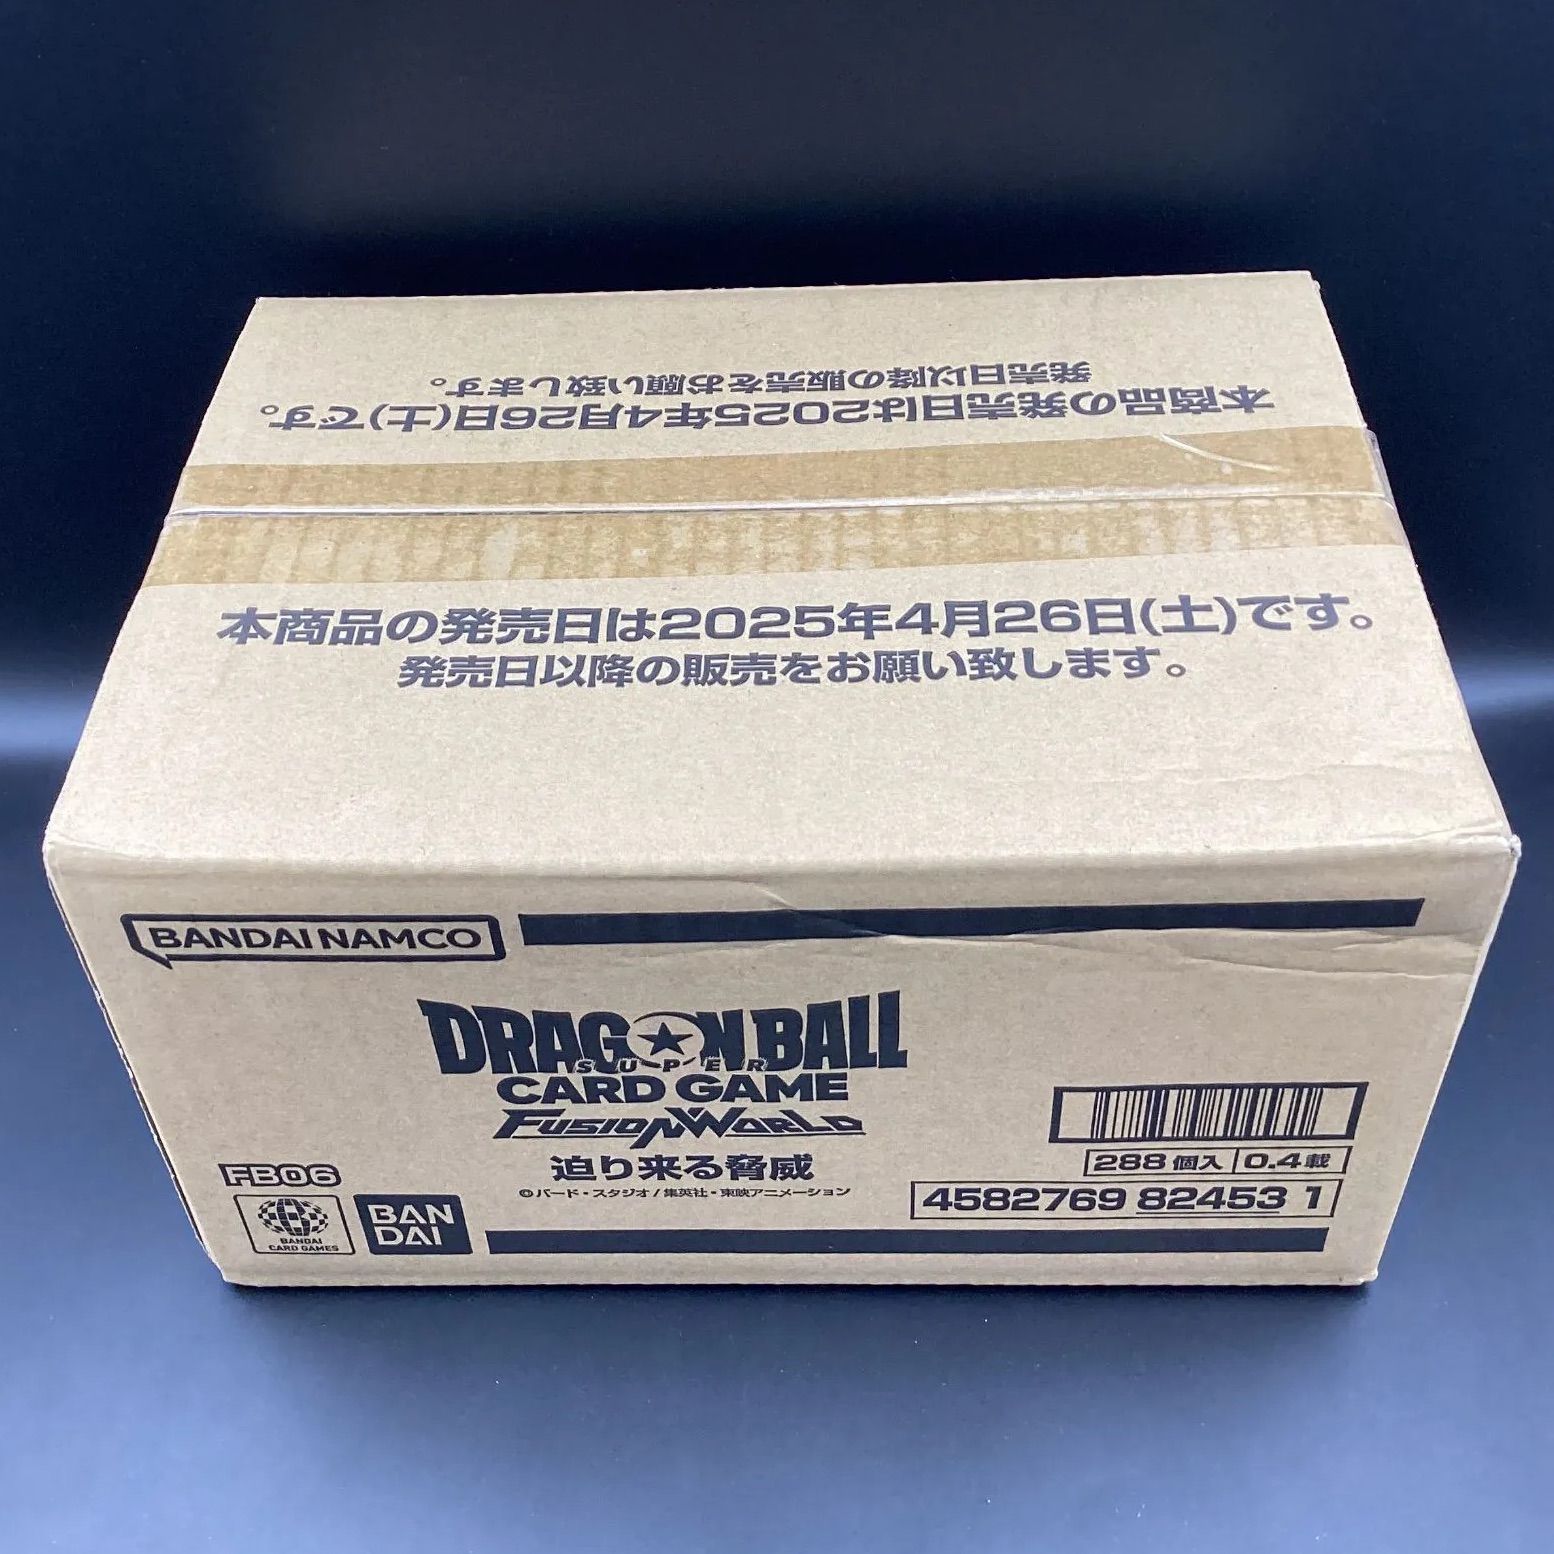 発売日以降の販売をお願い致します。
本商品の発売日は2025年4月26日(土)です。
本商品の発売日は2025年4月26日(土)です。
発売日以降の販売をお願い致します。
BANDAI NAMCO
DRAGON BALL
SUPER
CARD GAME
FUSION WORLD
迫り来る脅威
©バード・スタジオ/集英社・東映アニメーション
FB06
BANDAI
CARD GAMES
BAN
DAI
288個入 0.4載
4582769 82453 1